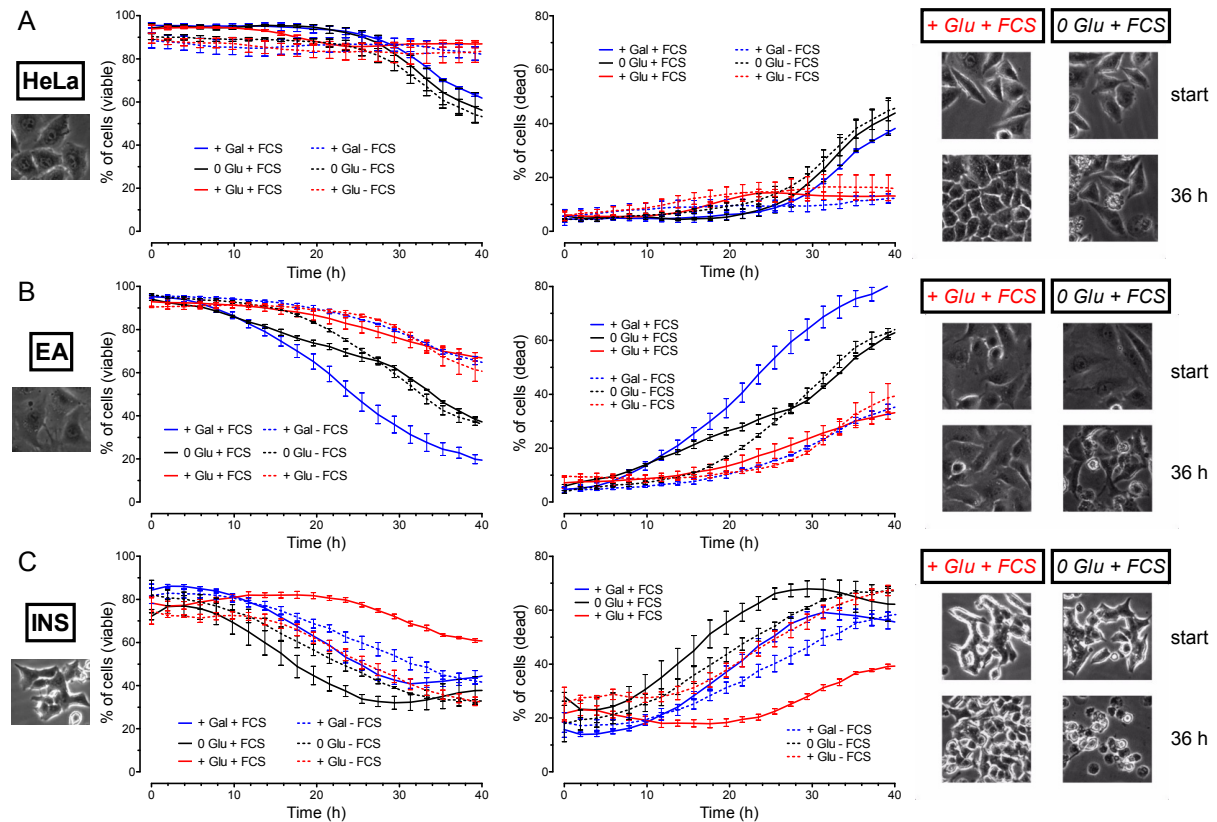 A
HeLa
% of cells (viable)
100
80
60
40
20
0
+ Gal + FCS
0 Glu + FCS
+ Glu + FCS
+ Gal - FCS
0 Glu - FCS
+ Glu - FCS
0 10 20 30 40
Time (h)
% of cells (dead)
80
60
40
20
0
+ Gal + FCS
0 Glu + FCS
+ Glu + FCS
+ Gal - FCS
0 Glu - FCS
+ Glu - FCS
0 10 20 30 40
Time (h)
+ Glu + FCS
0 Glu + FCS
start
36 h
B
EA
% of cells (viable)
100
80
60
40
20
0
+ Gal + FCS
0 Glu + FCS
+ Glu + FCS
+ Gal - FCS
0 Glu - FCS
+ Glu - FCS
0 10 20 30 40
Time (h)
% of cells (dead)
80
60
40
20
0
+ Gal + FCS
0 Glu + FCS
+ Glu + FCS
+ Gal - FCS
0 Glu - FCS
+ Glu - FCS
0 10 20 30 40
Time (h)
+ Glu + FCS
0 Glu + FCS
start
36 h
C
INS
% of cells (viable)
100
80
60
40
20
0
+ Gal + FCS
0 Glu + FCS
+ Glu + FCS
+ Gal - FCS
0 Glu - FCS
+ Glu - FCS
0 10 20 30 40
Time (h)
% of cells (dead)
80
60
40
20
0
+ Gal + FCS
0 Glu + FCS
+ Glu + FCS
+ Gal - FCS
0 Glu - FCS
+ Glu - FCS
0 10 20 30 40
Time (h)
+ Glu + FCS
0 Glu + FCS
start
36 h